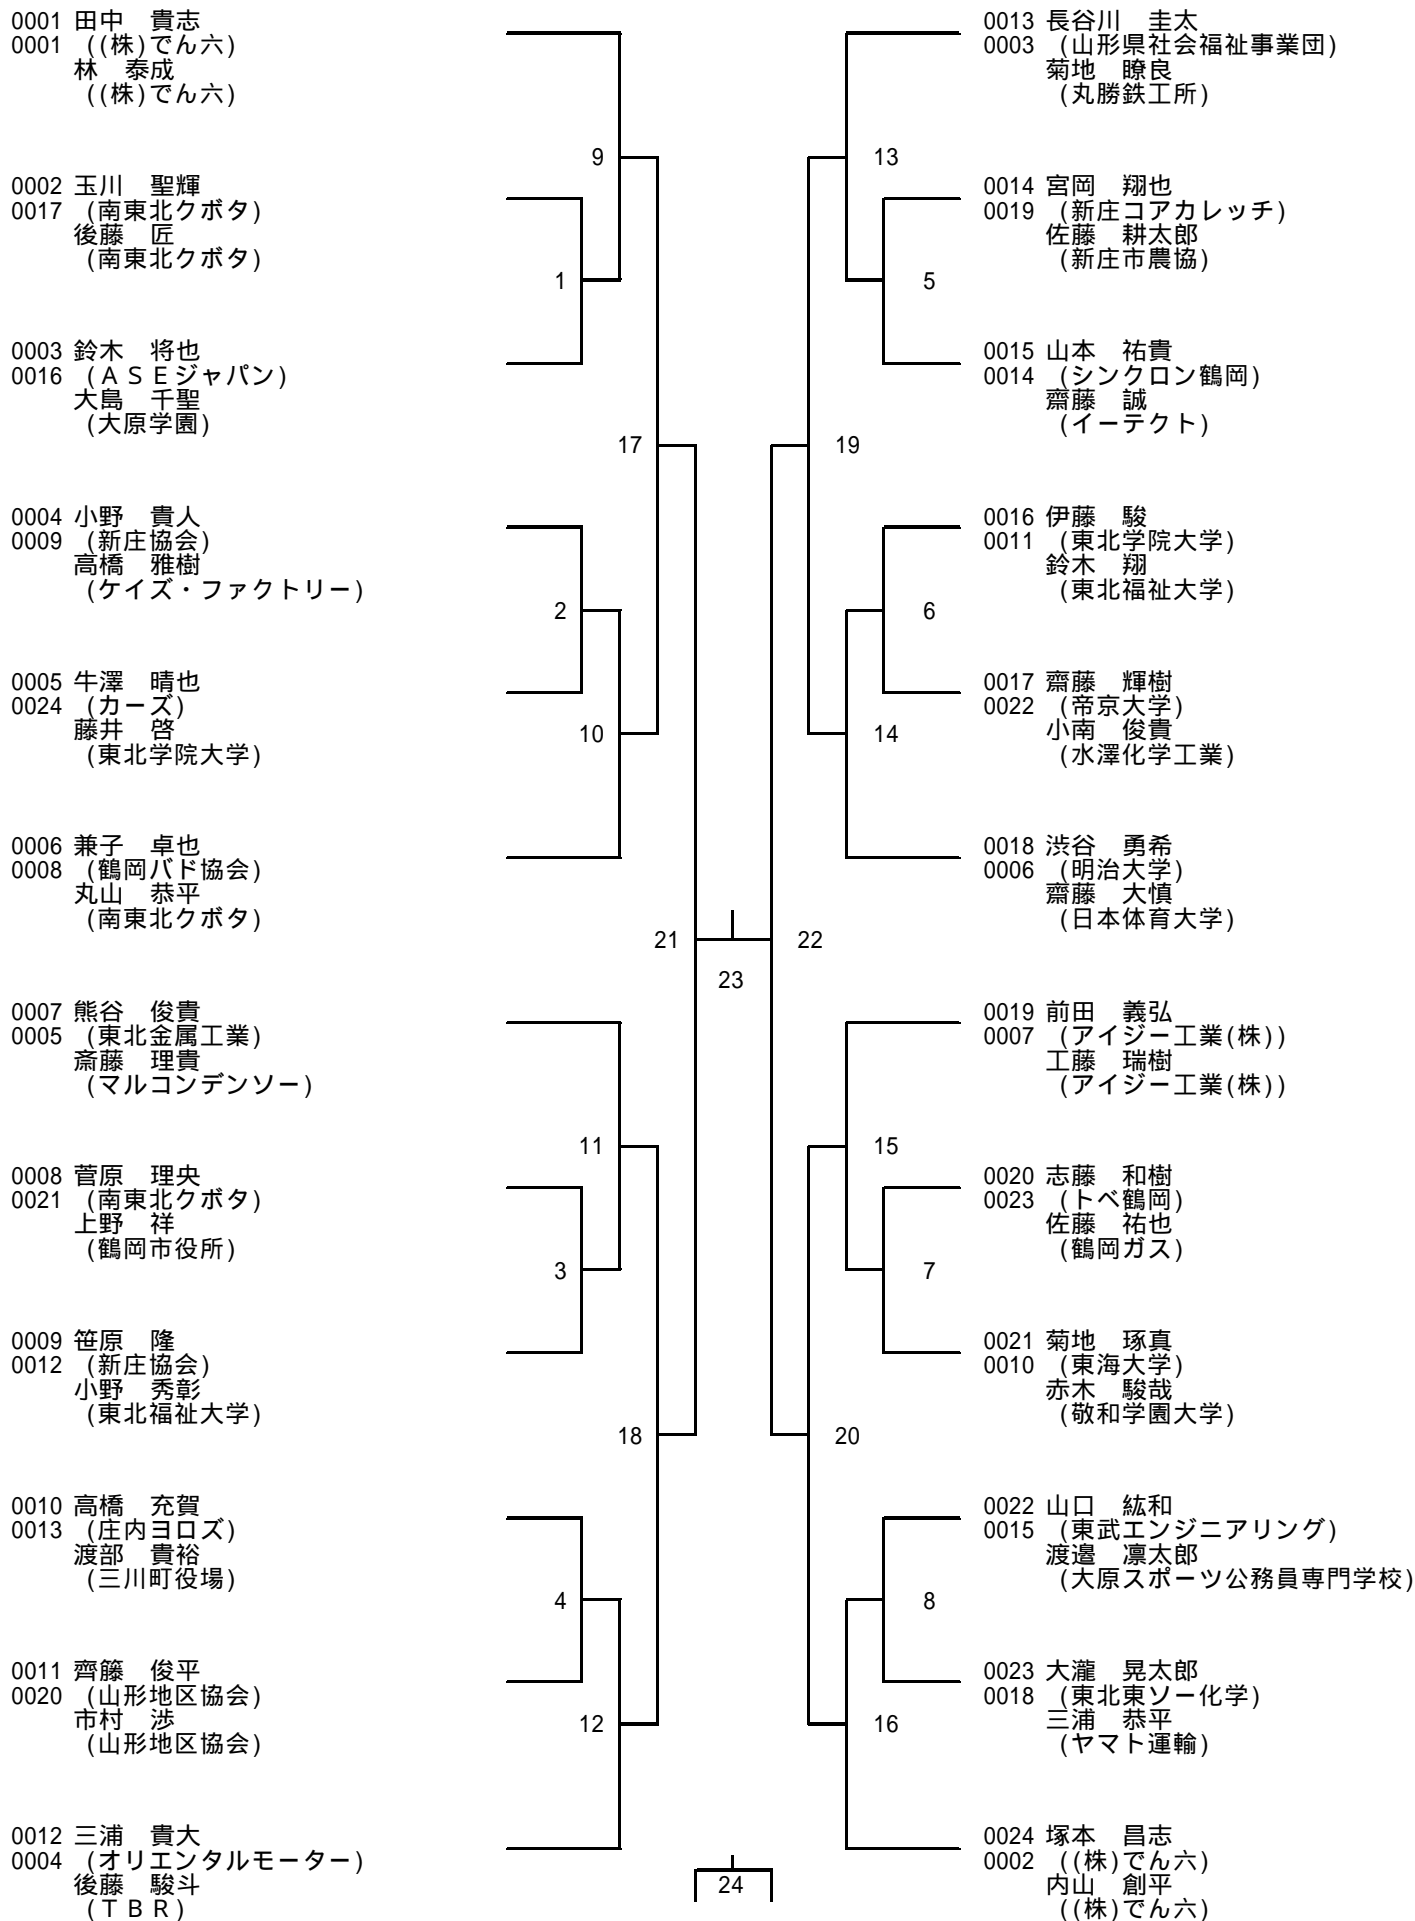 0001 田中　貴志
0001 ((株)でん六)
林　泰成
((株)でん六)
0002 玉川　聖輝
0017 (南東北クボタ)
後藤　匠
(南東北クボタ)
0003 鈴木　将也
0016 (ＡＳＥジャパン)
大島　千聖
(大原学園)
0004 小野　貴人
0009 (新庄協会)
高橋　雅樹
(ケイズ・ファクトリー)
0005 牛澤　晴也
0024 (カーズ)
藤井　啓
(東北学院大学)
0006 兼子　卓也
0008 (鶴岡バド協会)
丸山　恭平
(南東北クボタ)
0007 熊谷　俊貴
0005 (東北金属工業)
斎藤　理貴
(マルコンデンソー)
0008 菅原　理央
0021 (南東北クボタ)
上野　祥
(鶴岡市役所)
0009 笹原　隆
0012 (新庄協会)
小野　秀彰
(東北福祉大学)
0010 高橋　充賀
0013 (庄内ヨロズ)
渡部　貴裕
(三川町役場)
0011 齊籐　俊平
0020 (山形地区協会)
市村　渉
(山形地区協会)
0012 三浦　貴大
0004 (オリエンタルモーター)
後藤　駿斗
(ＴＢＲ)
9
1
17
2
10
21
11
3
18
4
12
23
24
13
5
19
6
14
22
15
7
20
8
16
0013 長谷川　圭太
0003 (山形県社会福祉事業団)
菊地　瞭良
(丸勝鉄工所)
0014 宮岡　翔也
0019 (新庄コアカレッチ)
佐藤　耕太郎
(新庄市農協)
0015 山本　祐貴
0014 (シンクロン鶴岡)
齋藤　誠
(イーテクト)
0016 伊藤　駿
0011 (東北学院大学)
鈴木　翔
(東北福祉大学)
0017 齋藤　輝樹
0022 (帝京大学)
小南　俊貴
(水澤化学工業)
0018 渋谷　勇希
0006 (明治大学)
齋藤　大慎
(日本体育大学)
0019 前田　義弘
0007 (アイジー工業(株))
工藤　瑞樹
(アイジー工業(株))
0020 志藤　和樹
0023 (トベ鶴岡)
佐藤　祐也
(鶴岡ガス)
0021 菊地　琢真
0010 (東海大学)
赤木　駿哉
(敬和学園大学)
0022 山口　紘和
0015 (東武エンジニアリング)
渡邉　凛太郎
(大原スポーツ公務員専門学校)
0023 大瀧　晃太郎
0018 (東北東ソー化学)
三浦　恭平
(ヤマト運輸)
0024 塚本　昌志
0002 ((株)でん六)
内山　創平
((株)でん六)